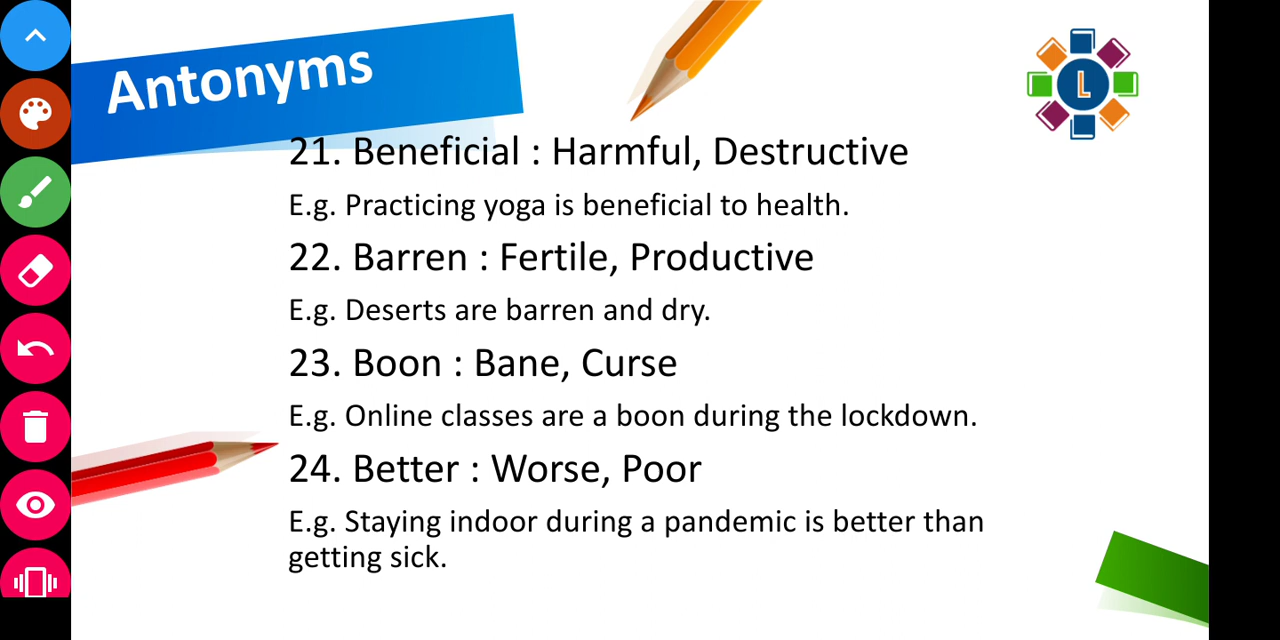 Antonyms
L
21. Beneficial : Harmful, Destructive
E.g. Practicing yoga is beneficial to health.
22. Barren : Fertile, Productive
E.g. Deserts are barren and dry.
23. Boon : Bane, Curse
E.g. Online classes are a boon during the lockdown.
24. Better : Worse, Poor
E.g. Staying indoor during a pandemic is better than
getting sick.